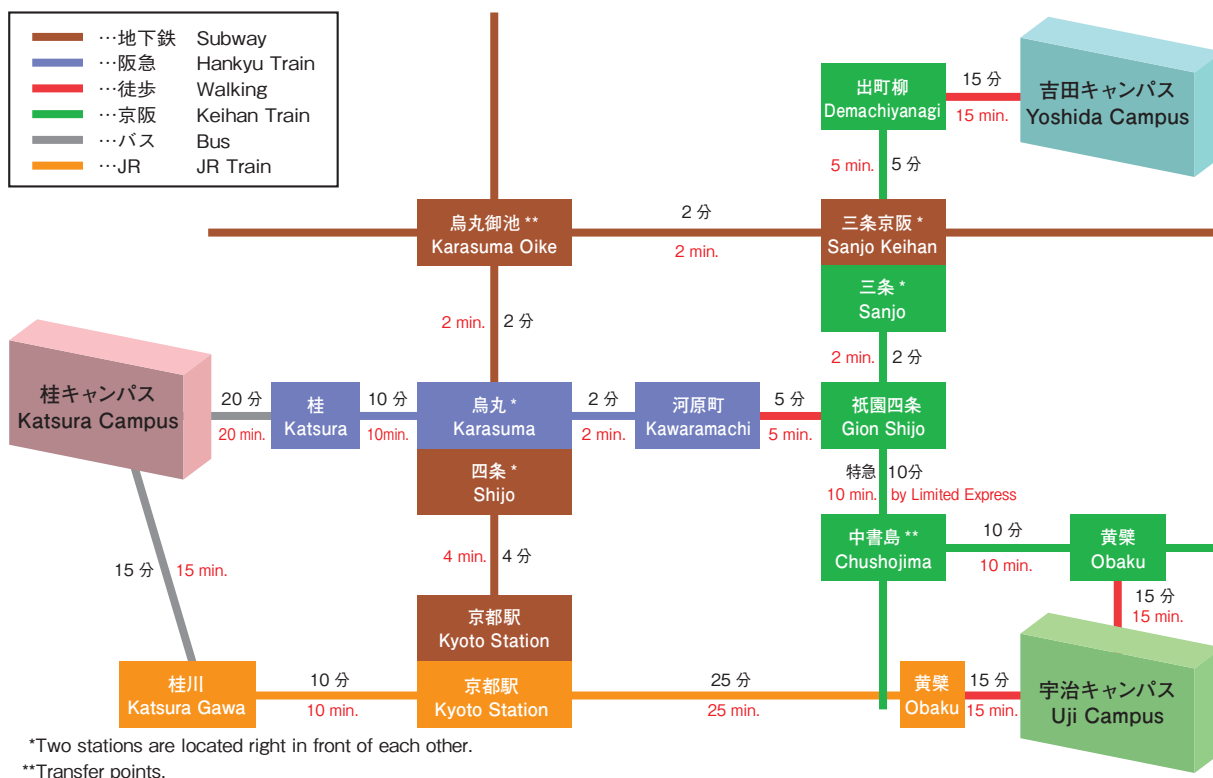 …地下鉄 Subway
…阪急 Hankyu Train
…徒歩 Walking
…京阪 Keihan Train
…バス Bus
…JR JR Train
出町柳
Demachiyanagi
15 分
15 min.
吉田キャンパス
Yoshida Campus
5 min. 5 分
烏丸御池 **
Karasuma Oike
2 分
2 min.
三条京阪 *
Sanjo Keihan
三条 *
Sanjo
2 min. 2 分
2 min. 2 分
桂キャンパス
Katsura Campus
20 分
20 min.
桂
Katsura
10 分
10min.
烏丸 *
Karasuma
2 分
2 min.
河原町
Kawaramachi
5 分
5 min.
祇園四条
Gion Shijo
四条 *
Shijo
特急 10分
10 min. by Limited Express
中書島 **
Chushojima
10 分
10 min.
黄檗
Obaku
15 分
15 min.
15 分 15 min.
4 min. 4 分
京都駅
Kyoto Station
桂川
Katsura Gawa
10 分
10 min.
京都駅
Kyoto Station
25 分
25 min.
黄檗
Obaku
15 分
15 min.
宇治キャンパス
Uji Campus
*Two stations are located right in front of each other.
**Transfer points.